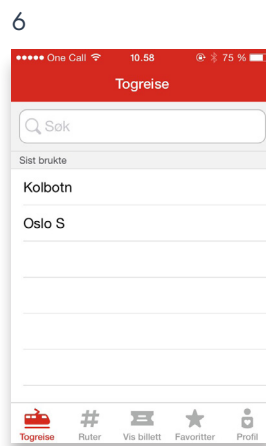 6
One Call 10.58 75 %
Togreise
Søk
Sist brukte
Kolbotn
Oslo S
Togreise Ruter Vis billett Favoritter Profil